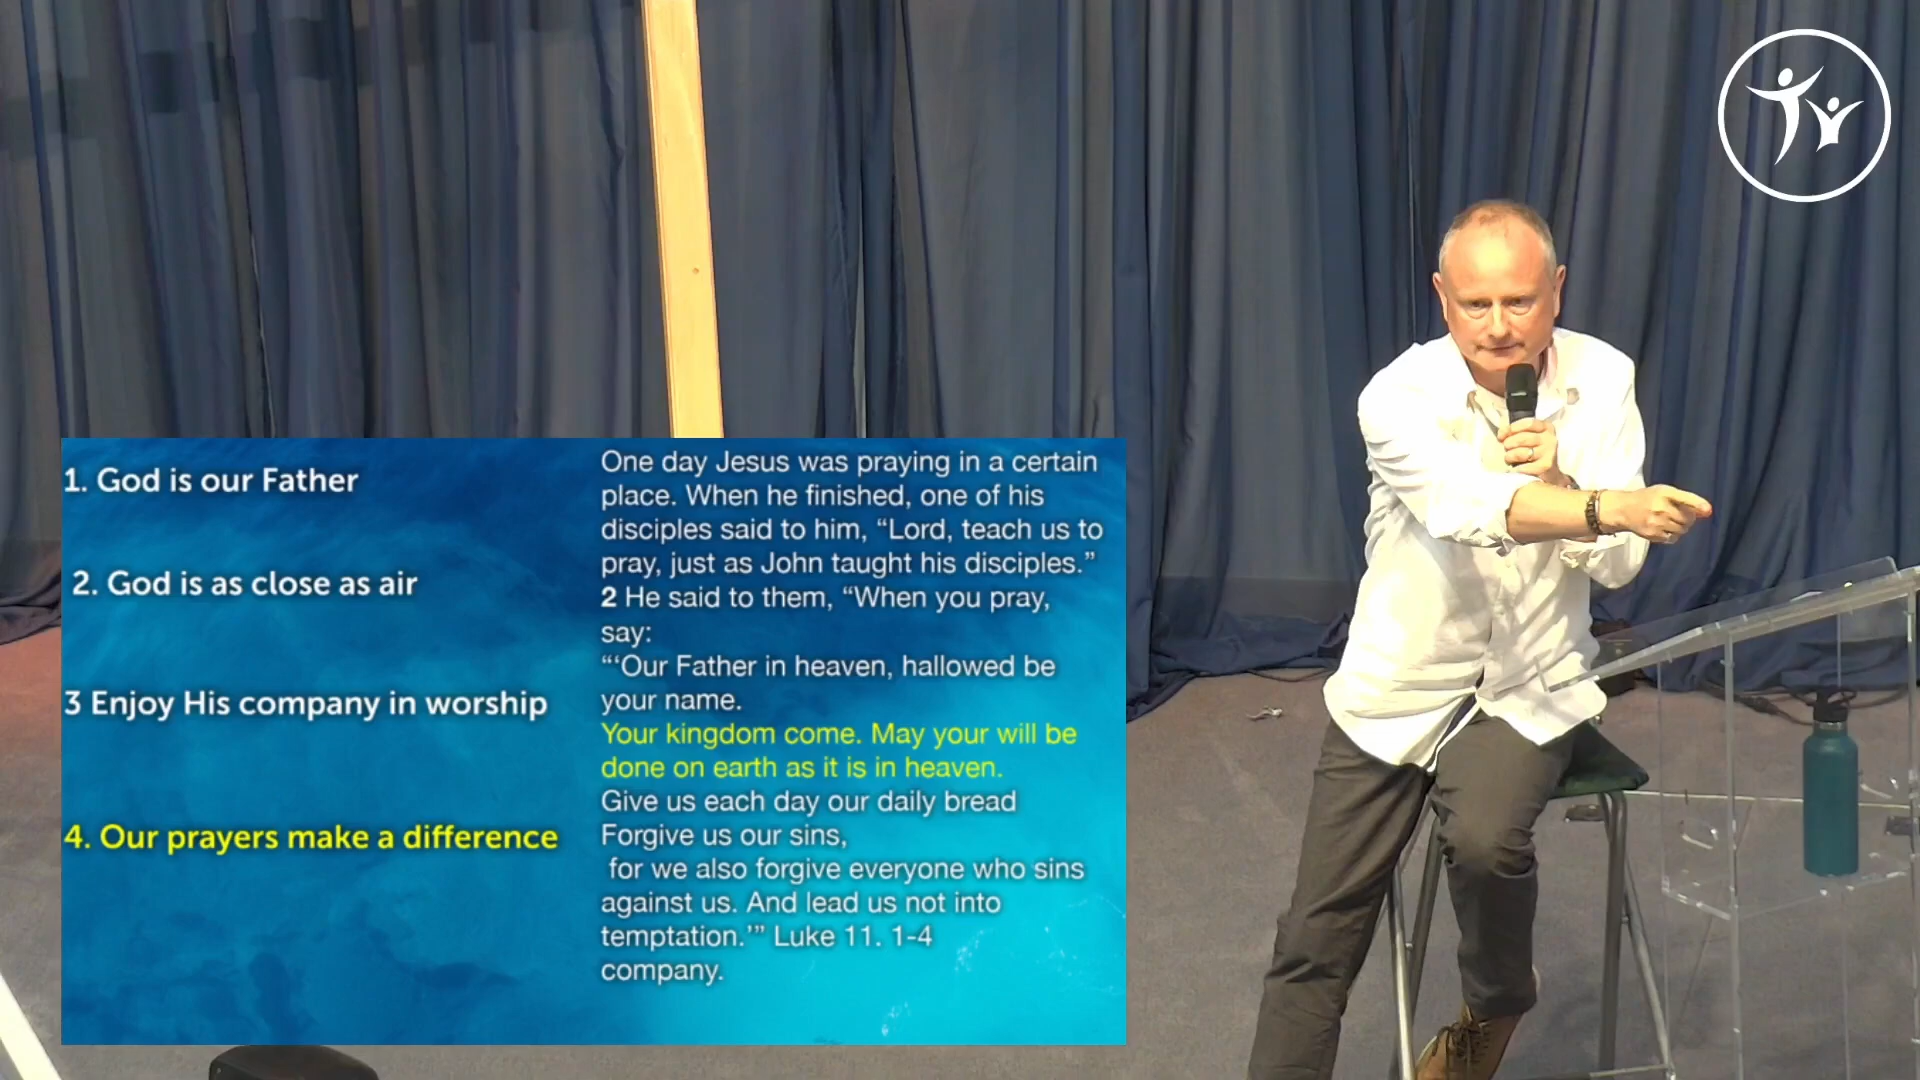 1. God is our Father
2. God is as close as air
3 Enjoy His company in worship
4. Our prayers make a difference
One day Jesus was praying in a certain
place. When he finished, one of his
disciples said to him, “Lord, teach us to
pray, just as John taught his disciples.”
2 He said to them, “When you pray,
say:
“‘Our Father in heaven, hallowed be
your name.
Your kingdom come. May your will be
done on earth as it is in heaven.
Give us each day our daily bread
Forgive us our sins,
for we also forgive everyone who sins
against us. And lead us not into
temptation.’” Luke 11. 1-4
company.